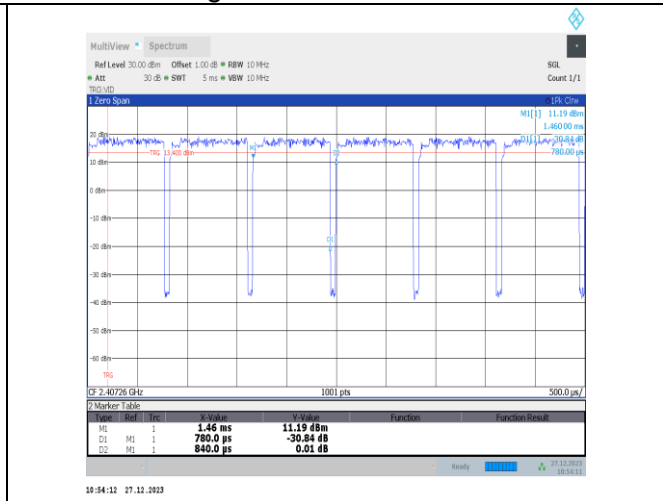 MultiView Spectrum
Ref Level 30.00 dBm Offset 1.00 dB RBW 10 MHz SGL
Att 30 dB SWT 5 ms VBW 10 MHz Count 1/1
TRG:VID
1 Zero Span 1Pk Clrw
M1[1] 11.19 dBm
1.460 00 ms
20 dBm D1[1] -30.84 dB
TRG 13.400 dBm M1 D2 780.00 µs
10 dBm
0 dBm
-10 dBm
-20 dBm D1
-30 dBm
-40 dBm
-50 dBm
-60 dBm
TRG
CF 2.40726 GHz 1001 pts 500.0 µs/
2 Marker Table
Type Ref Trc X-Value Y-Value Function Function Result
M1 1 1.46 ms 11.19 dBm
D1 M1 1 780.0 µs -30.84 dB
D2 M1 1 840.0 µs 0.01 dB
Ready 27.12.2023
10:54:11
10:54:12 27.12.2023